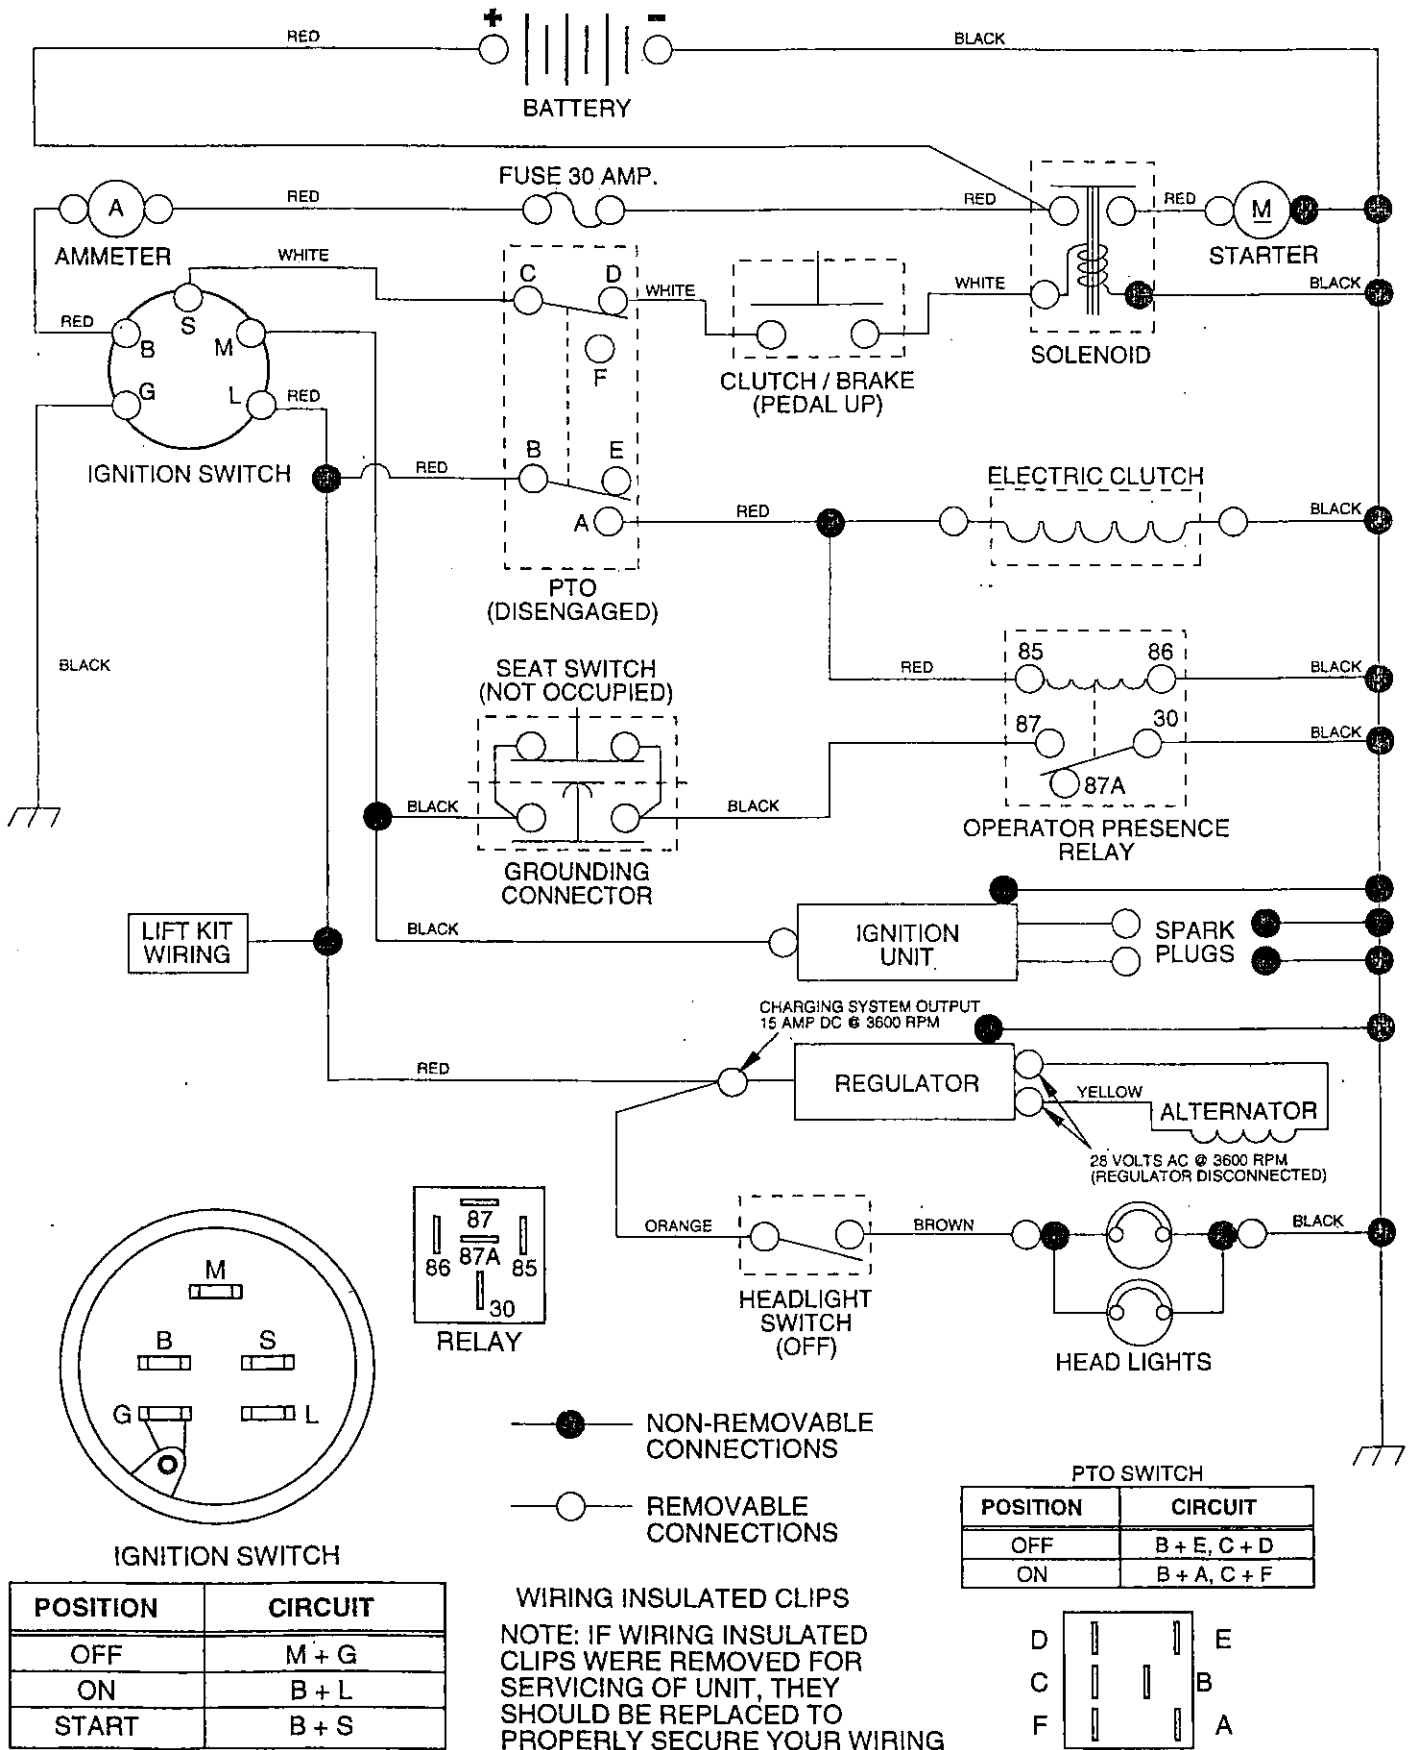 + -
RED
BLACK
BATTERY
FUSE 30 AMP.
A
RED
RED
RED
M
AMMETER
STARTER
WHITE
C
D
WHITE
WHITE
BLACK
RED
S
B
M
F
SOLENOID
G
L
RED
CLUTCH / BRAKE
(PEDAL UP)
IGNITION SWITCH
RED
B
E
ELECTRIC CLUTCH
A
RED
BLACK
PTO
(DISENGAGED)
BLACK
SEAT SWITCH
(NOT OCCUPIED)
RED
85
86
BLACK
87
30
BLACK
87A
BLACK
BLACK
OPERATOR PRESENCE
RELAY
GROUNDING
CONNECTOR
LIFT KIT
WIRING
BLACK
IGNITION
UNIT
SPARK
PLUGS
CHARGING SYSTEM OUTPUT
15 AMP DC @ 3600 RPM
RED
REGULATOR
YELLOW
ALTERNATOR
28 VOLTS AC @ 3600 RPM
(REGULATOR DISCONNECTED)
87
86
87A
85
30
RELAY
ORANGE
BROWN
BLACK
HEADLIGHT
SWITCH
(OFF)
HEAD LIGHTS
M
B
S
G
L
IGNITION SWITCH
NON-REMOVABLE
CONNECTIONS
REMOVABLE
CONNECTIONS
PTO SWITCH
POSITION CIRCUIT
OFF B + E, C + D
ON B + A, C + F
POSITION CIRCUIT
OFF M + G
ON B + L
START B + S
WIRING INSULATED CLIPS
NOTE: IF WIRING INSULATED
CLIPS WERE REMOVED FOR
SERVICING OF UNIT, THEY
SHOULD BE REPLACED TO
PROPERLY SECURE YOUR WIRING
D
E
C
B
F
A